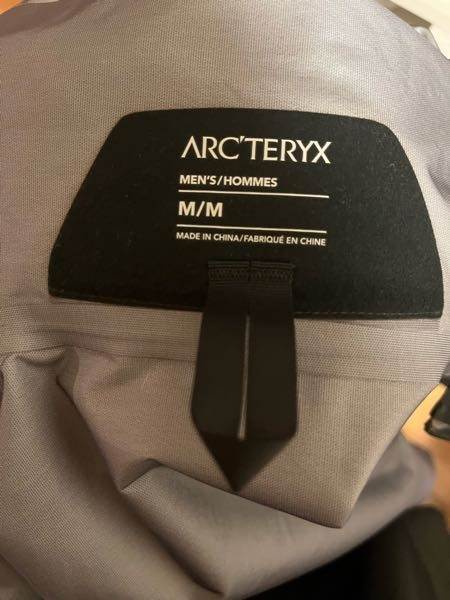 ARC'TERYX
MEN'S/HOMMES
M/M
MADE IN CHINA/FABRIQUÉ EN CHINE